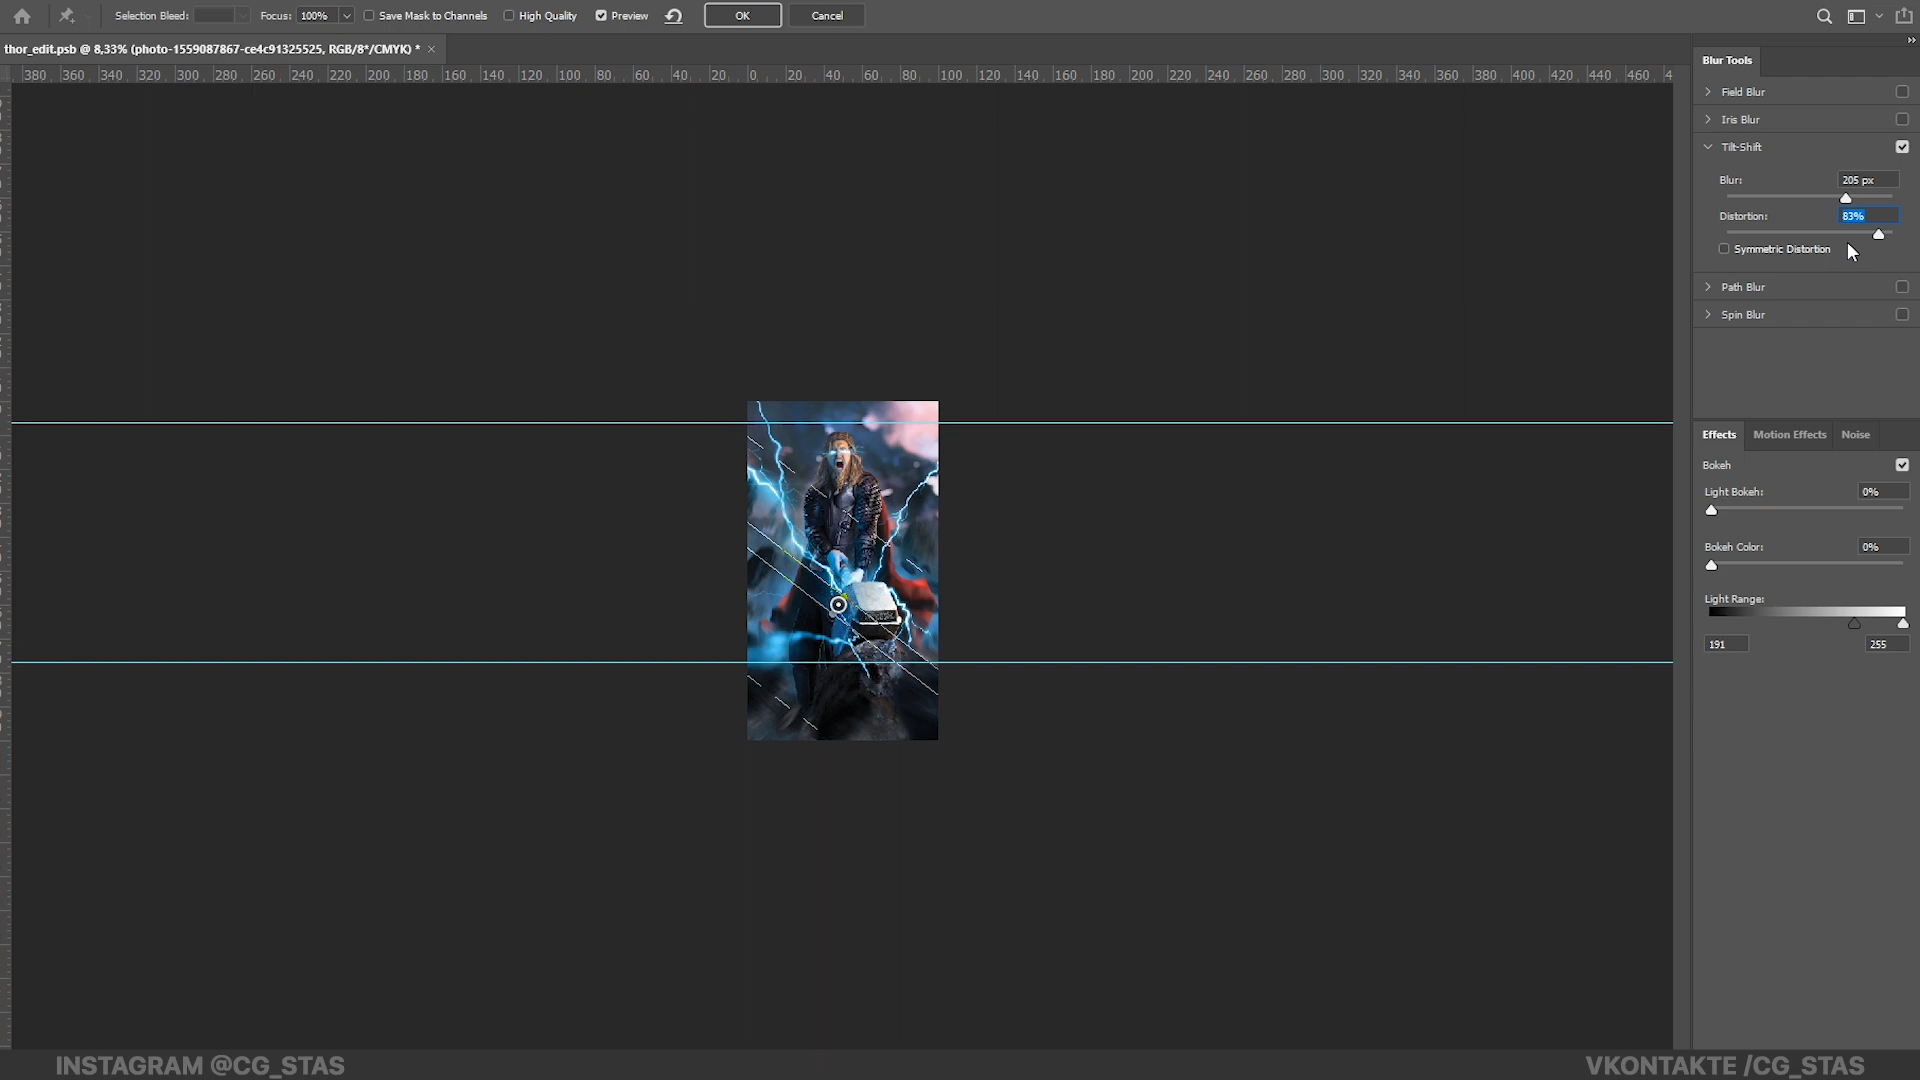 Selection Bleed: Focus: 100% Save Mask to Channels High Quality Preview OK Cancel
thor_edit.psb @ 8,33% (photo-1559087867-ce4c91325525, RGB/8*/CMYK) * ×
380 360 340 320 300 280 260 240 220 200 180 160 140 120 100 80 60 40 20 0 20 40 60 80 100 120 140 160 180 200 220 240 260 280 300 320 340 360 380 400 420 440 460 4
Blur Tools
Field Blur
Iris Blur
Tilt-Shift
Blur: 205 px
Distortion: 83%
Symmetric Distortion
Path Blur
Spin Blur
Effects Motion Effects Noise
Bokeh
Light Bokeh: 0%
Bokeh Color: 0%
Light Range:
191 255
INSTAGRAM @CG_STAS VKONTAKTE /CG_STAS